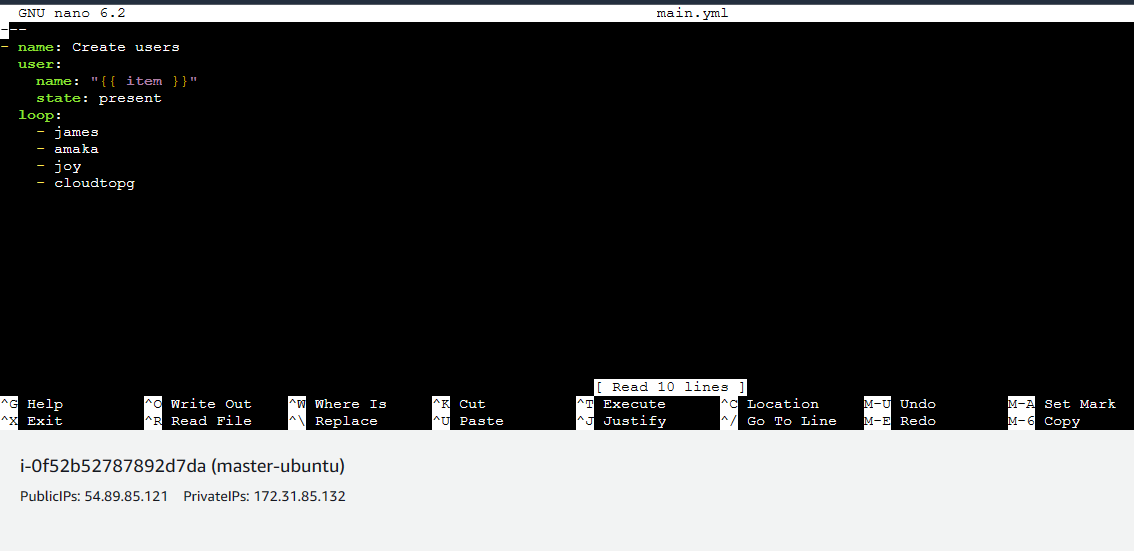 GNU nano 6.2 main.yml
---
- name: Create users
  user:
    name: "{{ item }}"
    state: present
  loop:
    - james
    - amaka
    - joy
    - cloudtopg
[ Read 10 lines ]
^G Help ^O Write Out ^W Where Is ^K Cut ^T Execute ^C Location M-U Undo M-A Set Mark
^X Exit ^R Read File ^\ Replace ^U Paste ^J Justify ^/ Go To Line M-E Redo M-6 Copy
i-0f52b52787892d7da (master-ubuntu)
PublicIPs: 54.89.85.121 PrivateIPs: 172.31.85.132